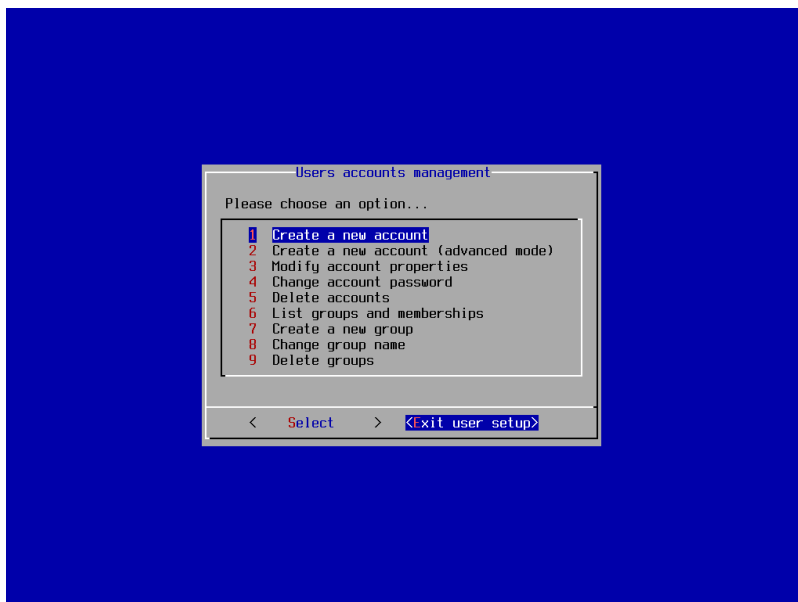 Users accounts management
Please choose an option...
1 Create a new account
2 Create a new account (advanced mode)
3 Modify account properties
4 Change account password
5 Delete accounts
6 List groups and memberships
7 Create a new group
8 Change group name
9 Delete groups
< Select > <Exit user setup>